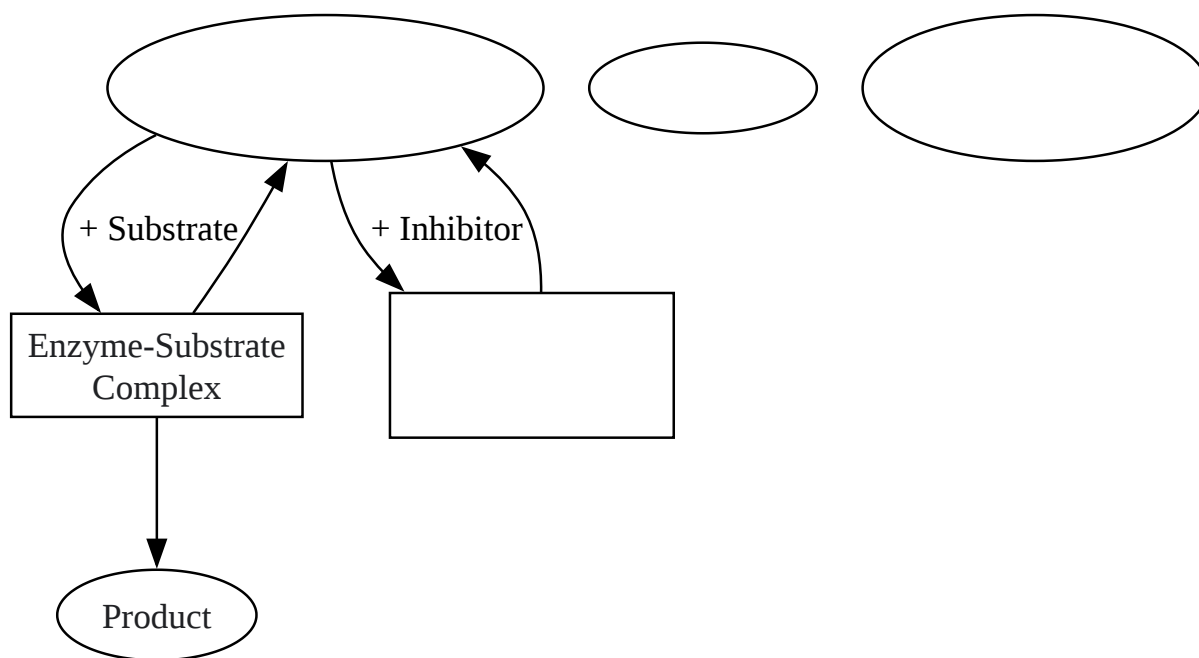 + Substrate
+ Inhibitor
Enzyme-Substrate
Complex
Product